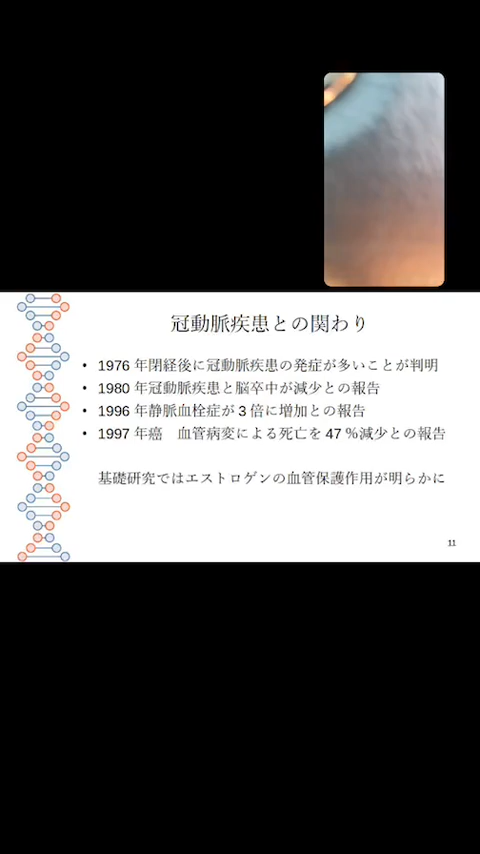 冠動脈疾患との関わり
• 1976 年閉経後に冠動脈疾患の発症が多いことが判明
• 1980 年冠動脈疾患と脳卒中が減少との報告
• 1996 年静脈血栓症が 3 倍に増加との報告
• 1997 年癌　血管病変による死亡を 47 %減少との報告
基礎研究ではエストロゲンの血管保護作用が明らかに
11